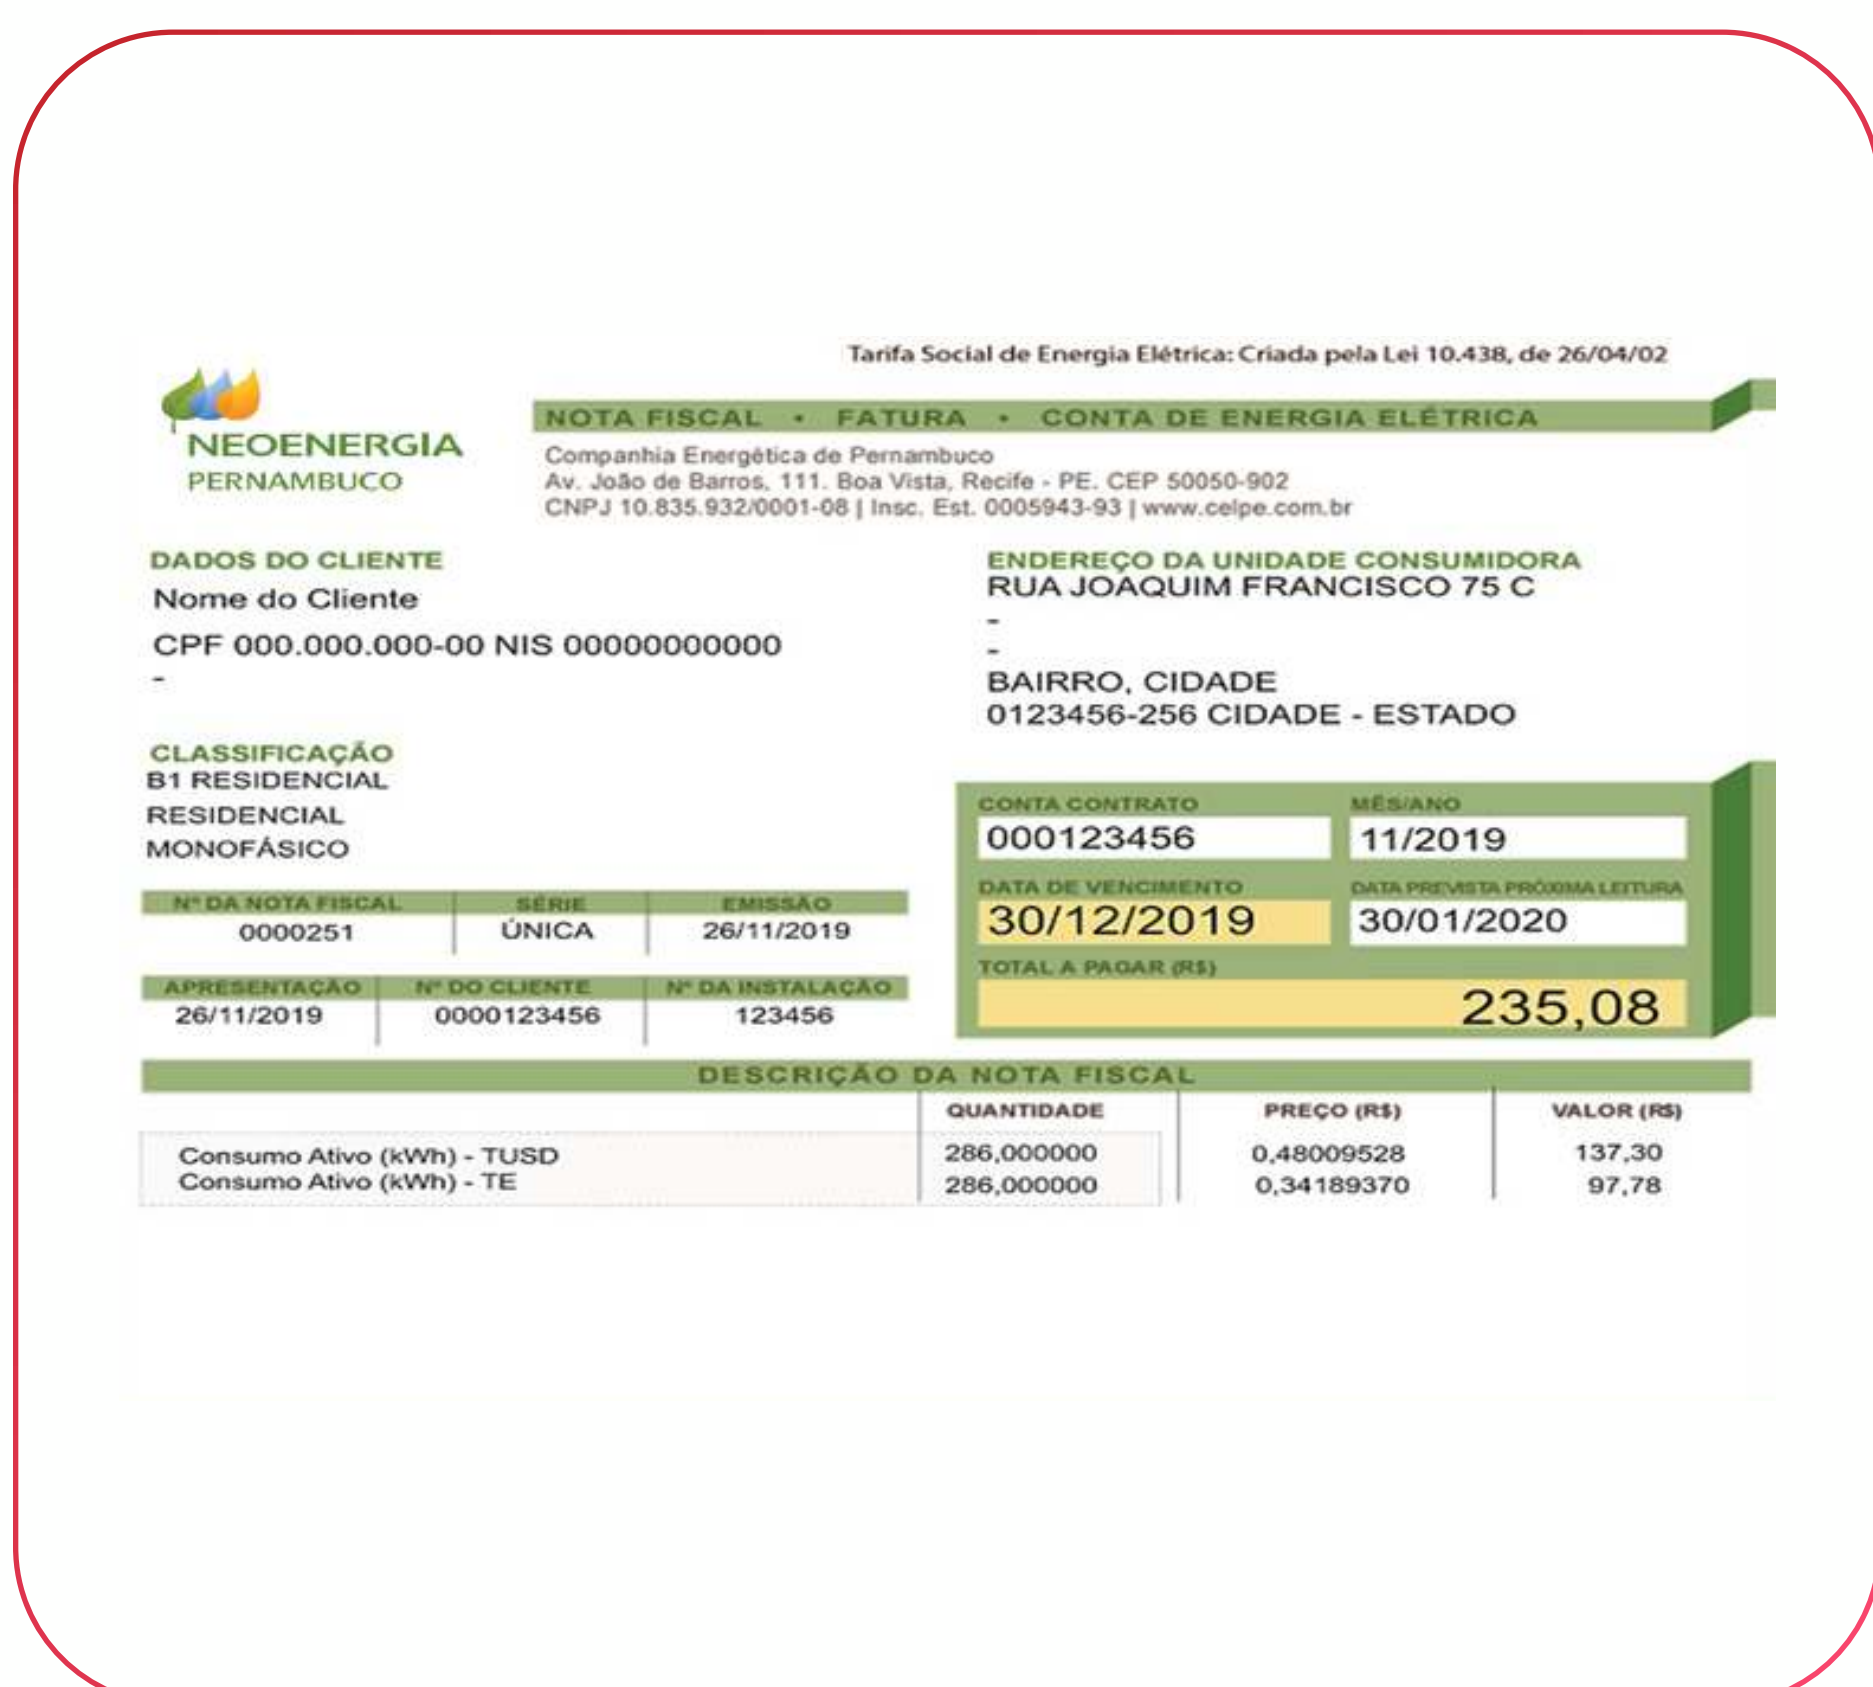 Tarifa Social de Energia Elétrica: Criada pela Lei 10.438, de 26/04/02
NEOENERGIA
PERNAMBUCO
NOTA FISCAL • FATURA • CONTA DE ENERGIA ELÉTRICA
Companhia Energética de Pernambuco
Av. João de Barros, 111. Boa Vista, Recife - PE. CEP 50050-902
CNPJ 10.835.932/0001-08 | Insc. Est. 0005943-93 | www.celpe.com.br
DADOS DO CLIENTE
Nome do Cliente
CPF 000.000.000-00 NIS 00000000000
-
ENDEREÇO DA UNIDADE CONSUMIDORA
RUA JOAQUIM FRANCISCO 75 C
-
-
BAIRRO, CIDADE
0123456-256 CIDADE - ESTADO
CLASSIFICAÇÃO
B1 RESIDENCIAL
RESIDENCIAL
MONOFÁSICO
CONTA CONTRATO MÊS/ANO
000123456 11/2019
DATA DE VENCIMENTO DATA PREVISTA PRÓXIMA LEITURA
30/12/2019 30/01/2020
TOTAL A PAGAR (R$)
235,08
Nº DA NOTA FISCAL SÉRIE EMISSÃO
0000251 ÚNICA 26/11/2019
APRESENTAÇÃO Nº DO CLIENTE Nº DA INSTALAÇÃO
26/11/2019 0000123456 123456
DESCRIÇÃO DA NOTA FISCAL
QUANTIDADE PREÇO (R$) VALOR (R$)
Consumo Ativo (kWh) - TUSD 286,000000 0,48009528 137,30
Consumo Ativo (kWh) - TE 286,000000 0,34189370 97,78